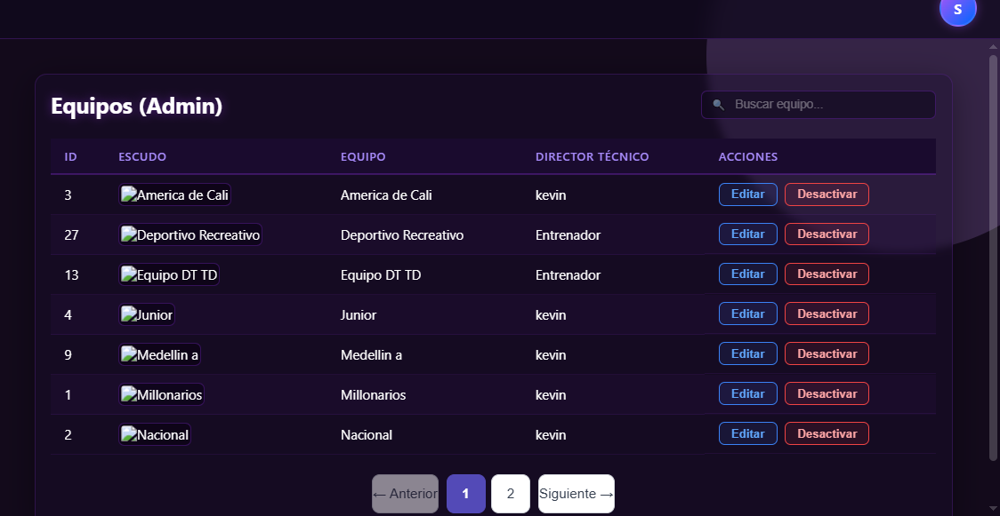 S
Equipos (Admin)
Buscar equipo...
ID ESCUDO EQUIPO DIRECTOR TÉCNICO ACCIONES
3 America de Cali America de Cali kevin Editar Desactivar
27 Deportivo Recreativo Deportivo Recreativo Entrenador Editar Desactivar
13 Equipo DT TD Equipo DT TD Entrenador Editar Desactivar
4 Junior Junior kevin Editar Desactivar
9 Medellin a Medellin a kevin Editar Desactivar
1 Millonarios Millonarios kevin Editar Desactivar
2 Nacional Nacional kevin Editar Desactivar
← Anterior 1 2 Siguiente →